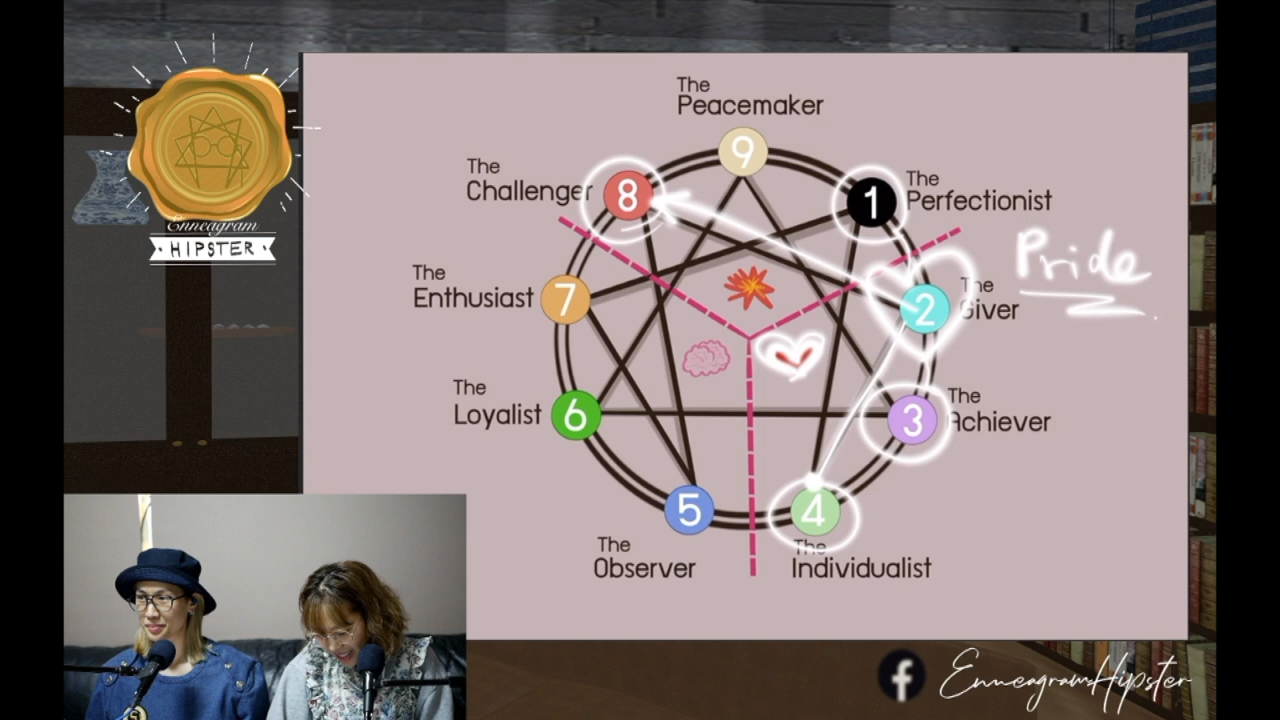 Enneagram
HIPSTER
The
Peacemaker
9
The
Challenger
8
1
The
Perfectionist
Pride
The
Enthusiast
7
2
The
Giver
The
Loyalist
6
3
The
Achiever
5
4
The
Observer
The
Individualist
f
EnneagramHipster